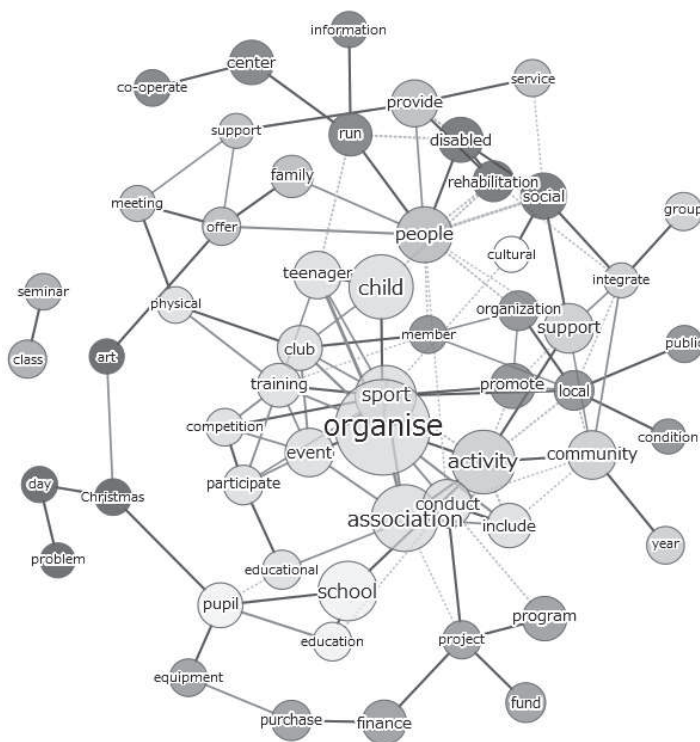 information
center
co-operate
service
provide
support
run
disabled
family
rehabilitation
social
meeting
group
offer
people
cultural
teenager
integrate
child
seminar
physical
organization
support
member
club
public
class
art
training
promote
local
sport
competition
organise
condition
event
activity
community
participate
day
Christmas
conduct
association
include
year
problem
educational
school
pupil
program
education
project
equipment
fund
purchase
finance